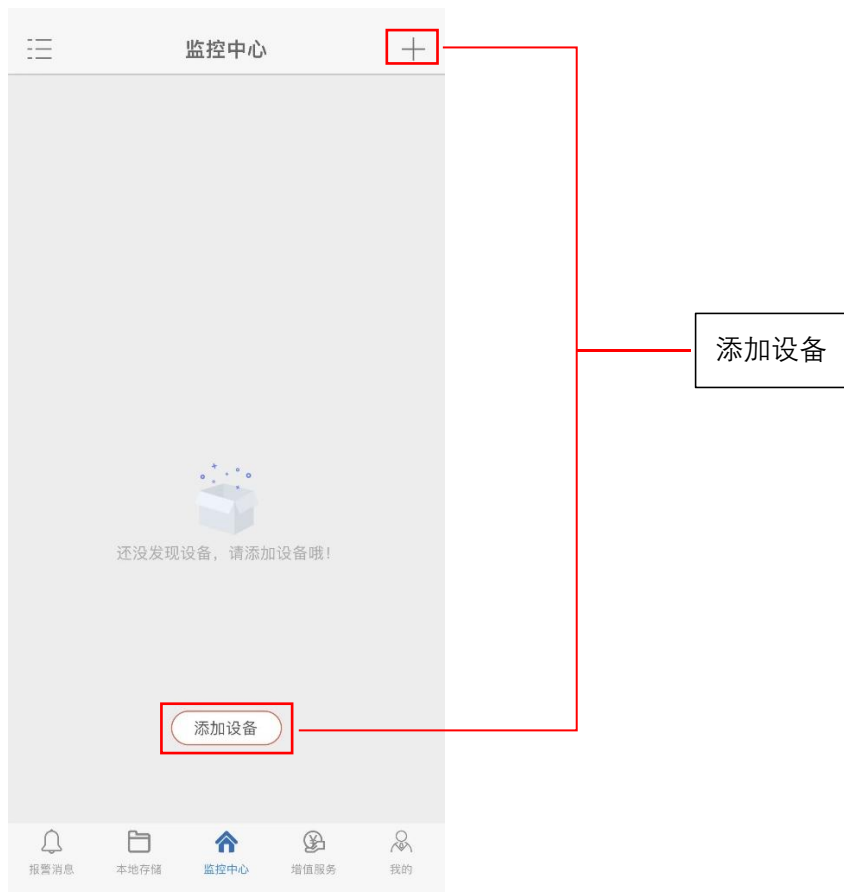 监控中心
添加设备
还没发现设备，请添加设备哦！
添加设备
报警消息
本地存储
监控中心
增值服务
我的